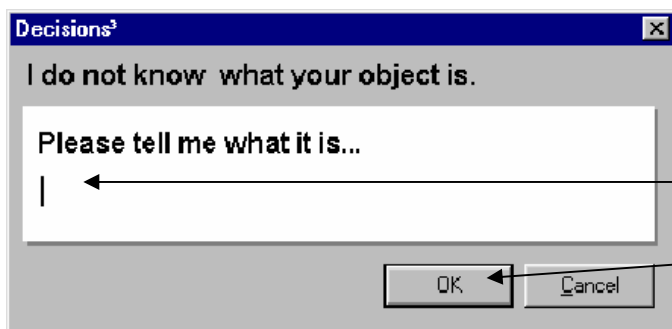 Decisions³
I do not know what your object is.
Please tell me what it is...
OK
Cancel